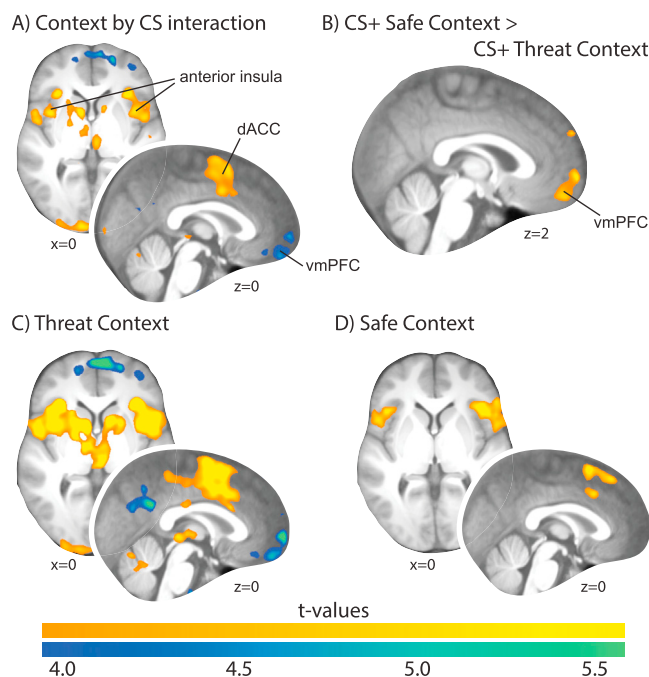 A) Context by CS interaction
B) CS+ Safe Context >
CS+ Threat Context
anterior insula
dACC
vmPFC
x=0
z=0
vmPFC
z=2
C) Threat Context
D) Safe Context
x=0
z=0
x=0
z=0
t-values
4.0 4.5 5.0 5.5